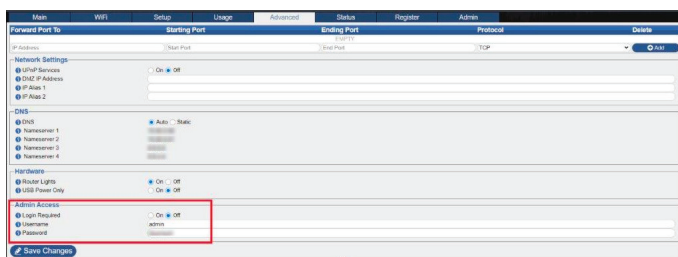 Main WiFi Setup Usage Advanced Status Register Admin
Forward Port To Starting Port Ending Port Protocol Delete
EMPTY
IP Address Start Port End Port TCP Add
Network Settings
UPnP Services On Off
DMZ IP Address
IP Alias 1
IP Alias 2
DNS
DNS Auto Static
Nameserver 1
Nameserver 2
Nameserver 3
Nameserver 4
Hardware
Router Lights On Off
USB Power Only On Off
Admin Access
Login Required On Off
Username admin
Password
Save Changes